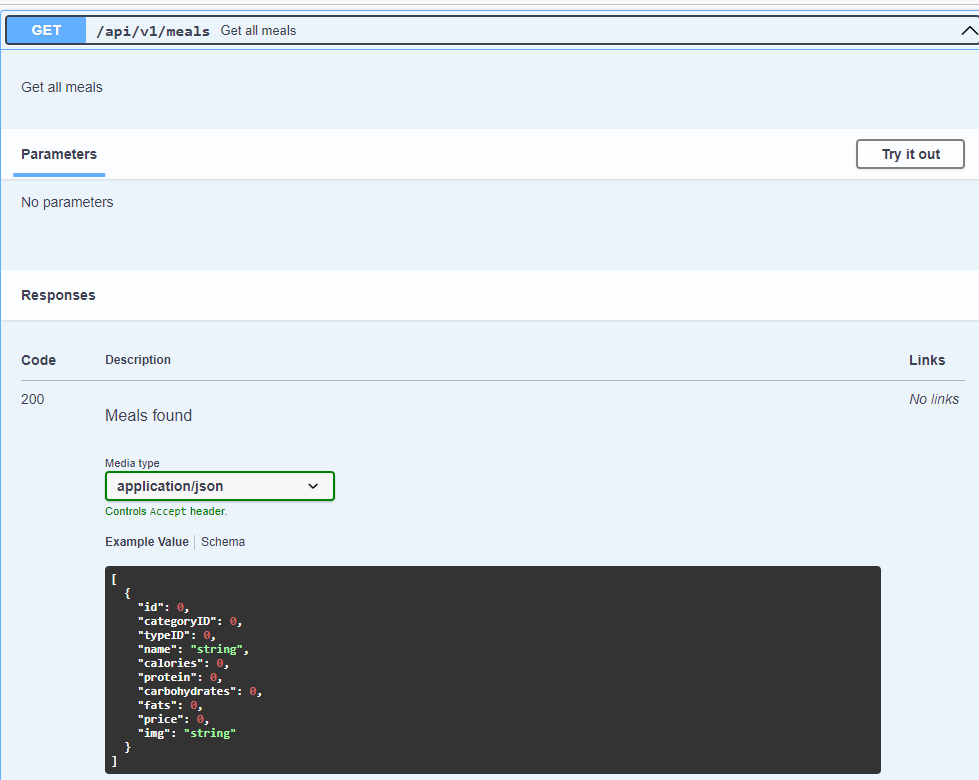 GET /api/v1/meals Get all meals
Get all meals
Parameters Try it out
No parameters
Responses
Code Description Links
200 No links
Meals found
Media type
application/json
Controls Accept header.
Example Value Schema
[
  {
    "id": 0,
    "categoryID": 0,
    "typeID": 0,
    "name": "string",
    "calories": 0,
    "protein": 0,
    "carbohydrates": 0,
    "fats": 0,
    "price": 0,
    "img": "string"
  }
]